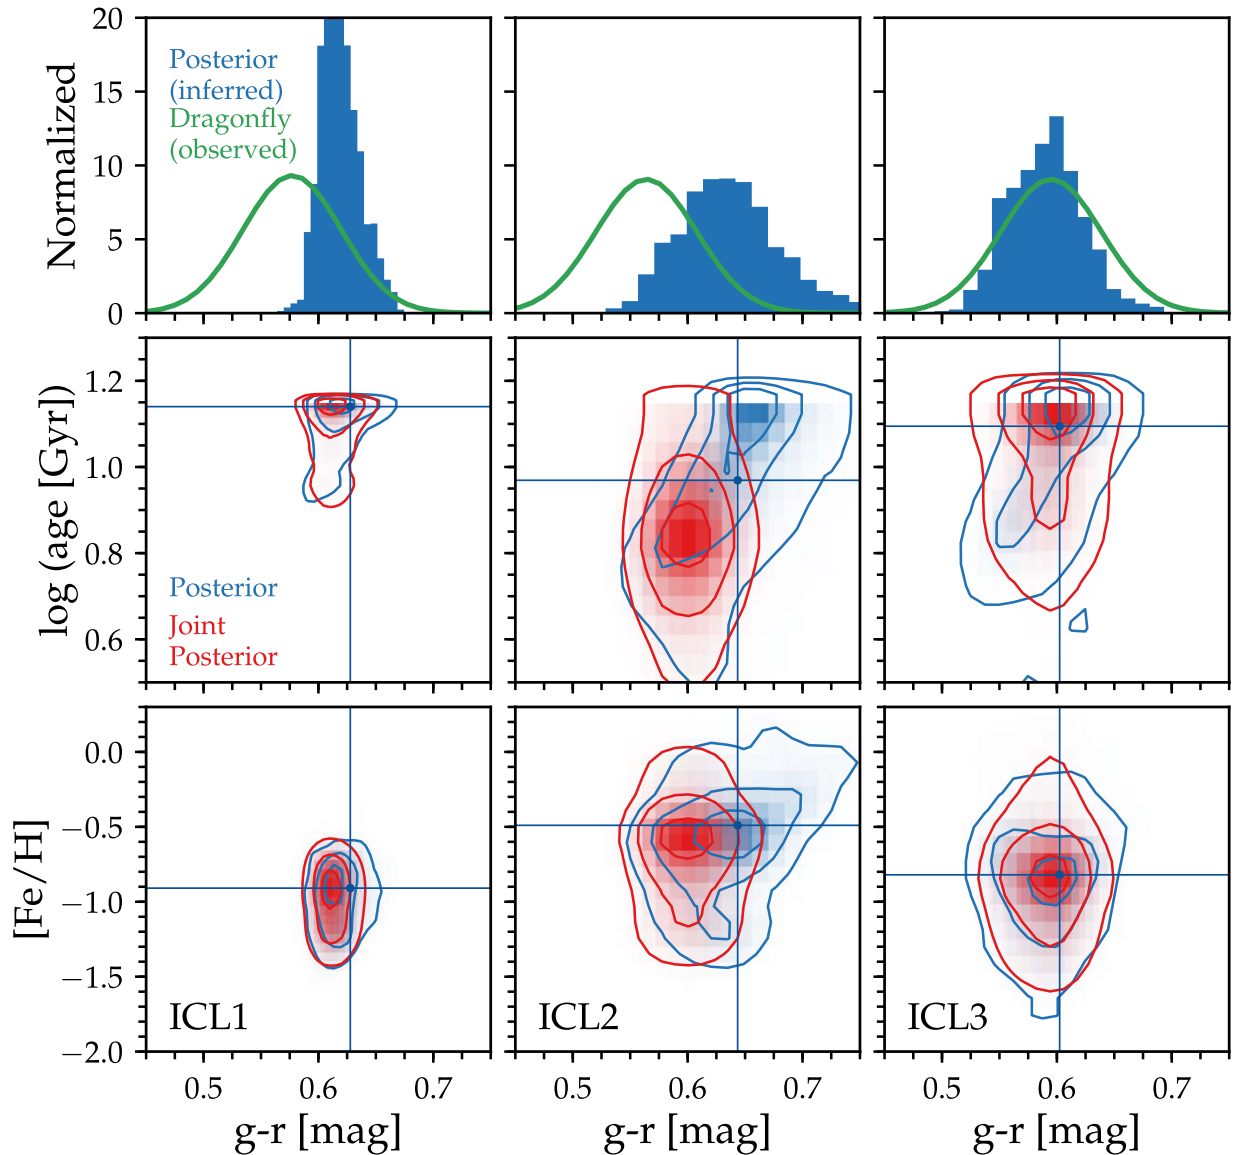 20
15
10
5
0
Normalized
Posterior
(inferred)
Dragonfly
(observed)
1.2
1.0
0.8
0.6
log (age [Gyr])
Posterior
Joint
Posterior
0.0
−0.5
−1.0
−1.5
−2.0
[Fe/H]
ICL1
ICL2
ICL3
0.5 0.6 0.7
0.5 0.6 0.7
0.5 0.6 0.7
g-r [mag]
g-r [mag]
g-r [mag]